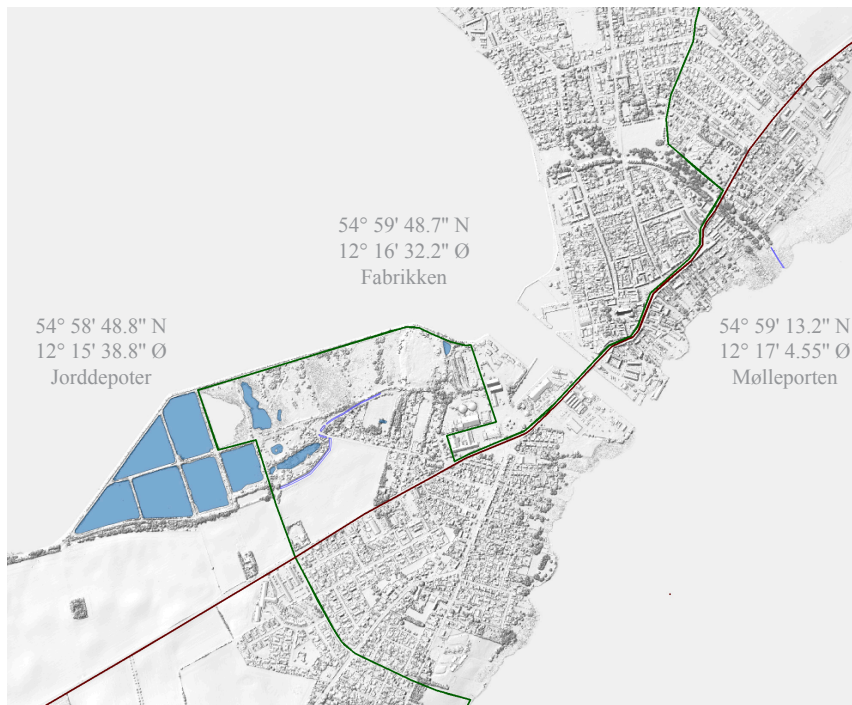 54° 59' 48.7" N
12° 16' 32.2" Ø
Fabrikken
54° 58' 48.8" N
12° 15' 38.8" Ø
Jorddepoter
54° 59' 13.2" N
12° 17' 4.55" Ø
Mølleporten